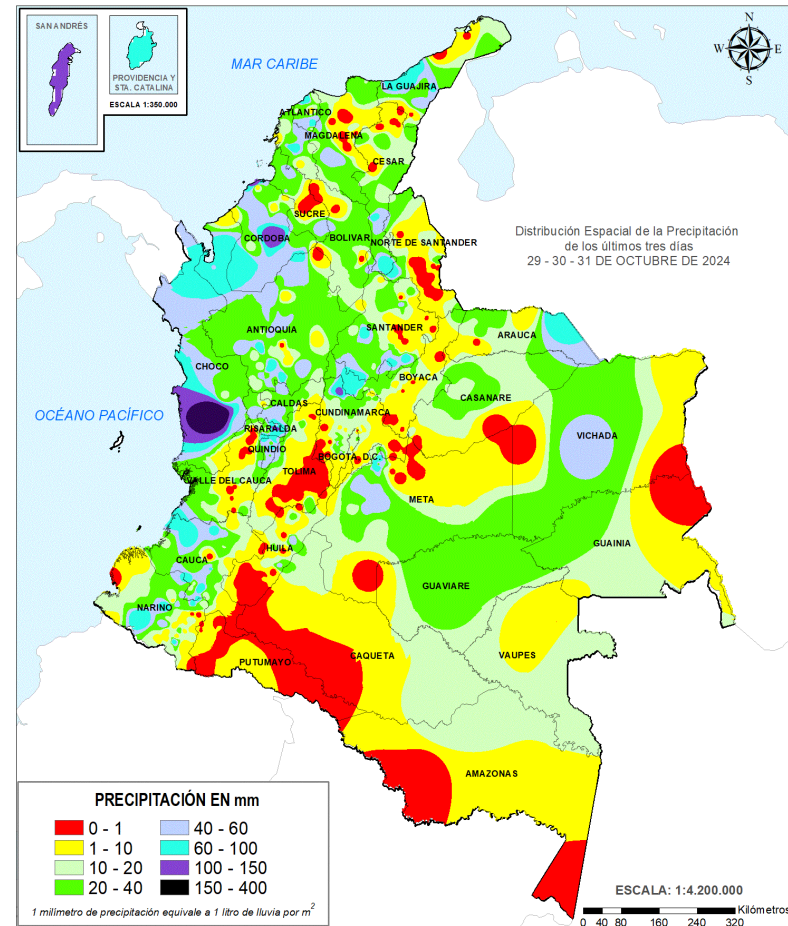 SAN ANDRÉS
PROVIDENCIA Y
STA. CATALINA
ESCALA 1:350.000
N
W
E
S
MAR CARIBE
LA GUAJIRA
ATLANTICO
MAGDALENA
CESAR
SUCRE
CORDOBA
BOLIVAR
NORTE DE SANTANDER
Distribución Espacial de la Precipitación
de los últimos tres días
29 - 30 - 31 DE OCTUBRE DE 2024
ANTIOQUIA
SANTANDER
ARAUCA
CHOCO
BOYACA
CASANARE
OCÉANO PACÍFICO
CALDAS
CUNDINAMARCA
RISARALDA
VICHADA
QUINDIO
BOGOTA D.C.
TOLIMA
VALLE DEL CAUCA
META
GUAINIA
HUILA
CAUCA
GUAVIARE
NARIÑO
VAUPES
CAQUETA
PUTUMAYO
AMAZONAS
PRECIPITACIÓN EN mm
0 - 1
40 - 60
1 - 10
60 - 100
10 - 20
100 - 150
20 - 40
150 - 400
1 milímetro de precipitación equivale a 1 litro de lluvia por m²
ESCALA: 1:4.200.000
Kilómetros
0 40 80 160 240 320